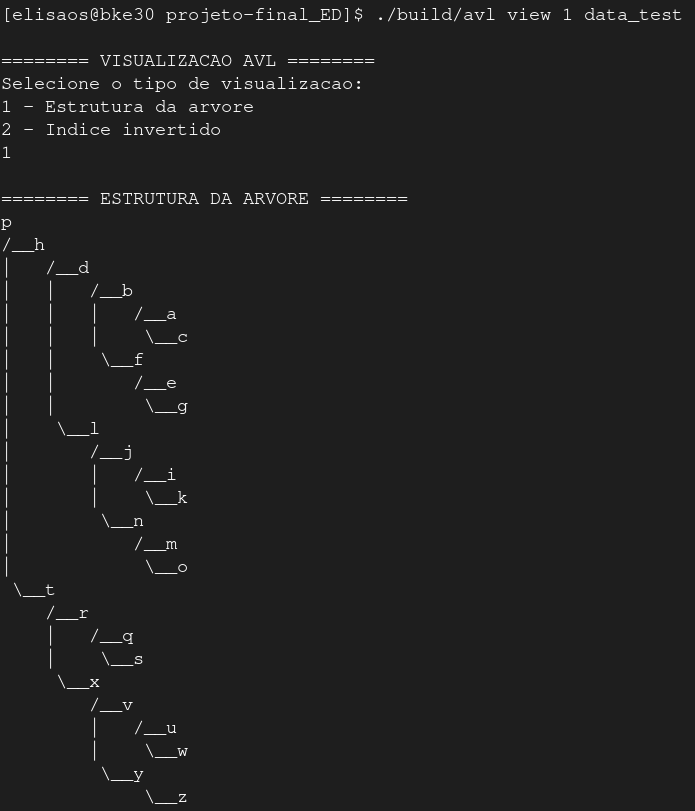 [elisaos@bke30 projeto-final_ED]$ ./build/avl view 1 data_test

======== VISUALIZACAO AVL ========
Selecione o tipo de visualizacao:
1 - Estrutura da arvore
2 - Indice invertido
1

======== ESTRUTURA DA ARVORE ========
p
/__h
│   /__d
│   │   /__b
│   │   │   /__a
│   │   │    \__c
│   │    \__f
│   │       /__e
│   │        \__g
│    \__l
│       /__j
│       │   /__i
│       │    \__k
│        \__n
│           /__m
│            \__o
 \__t
    /__r
    │   /__q
    │    \__s
     \__x
        /__v
        │   /__u
        │    \__w
         \__y
             \__z